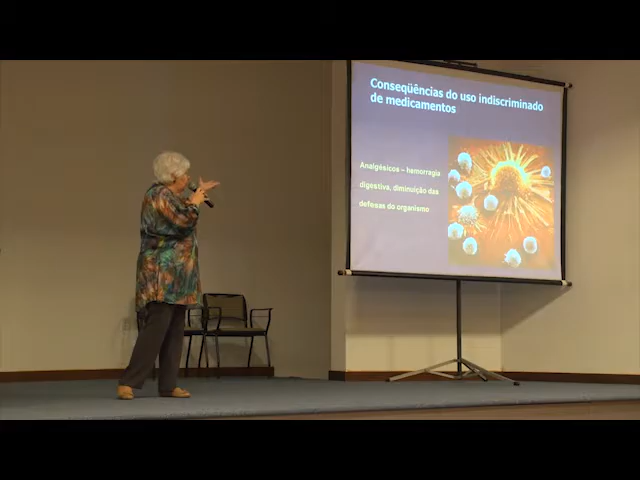 Conseqüências do uso indiscriminado
de medicamentos
Analgésicos – hemorragia
digestiva, diminuição das
defesas do organismo